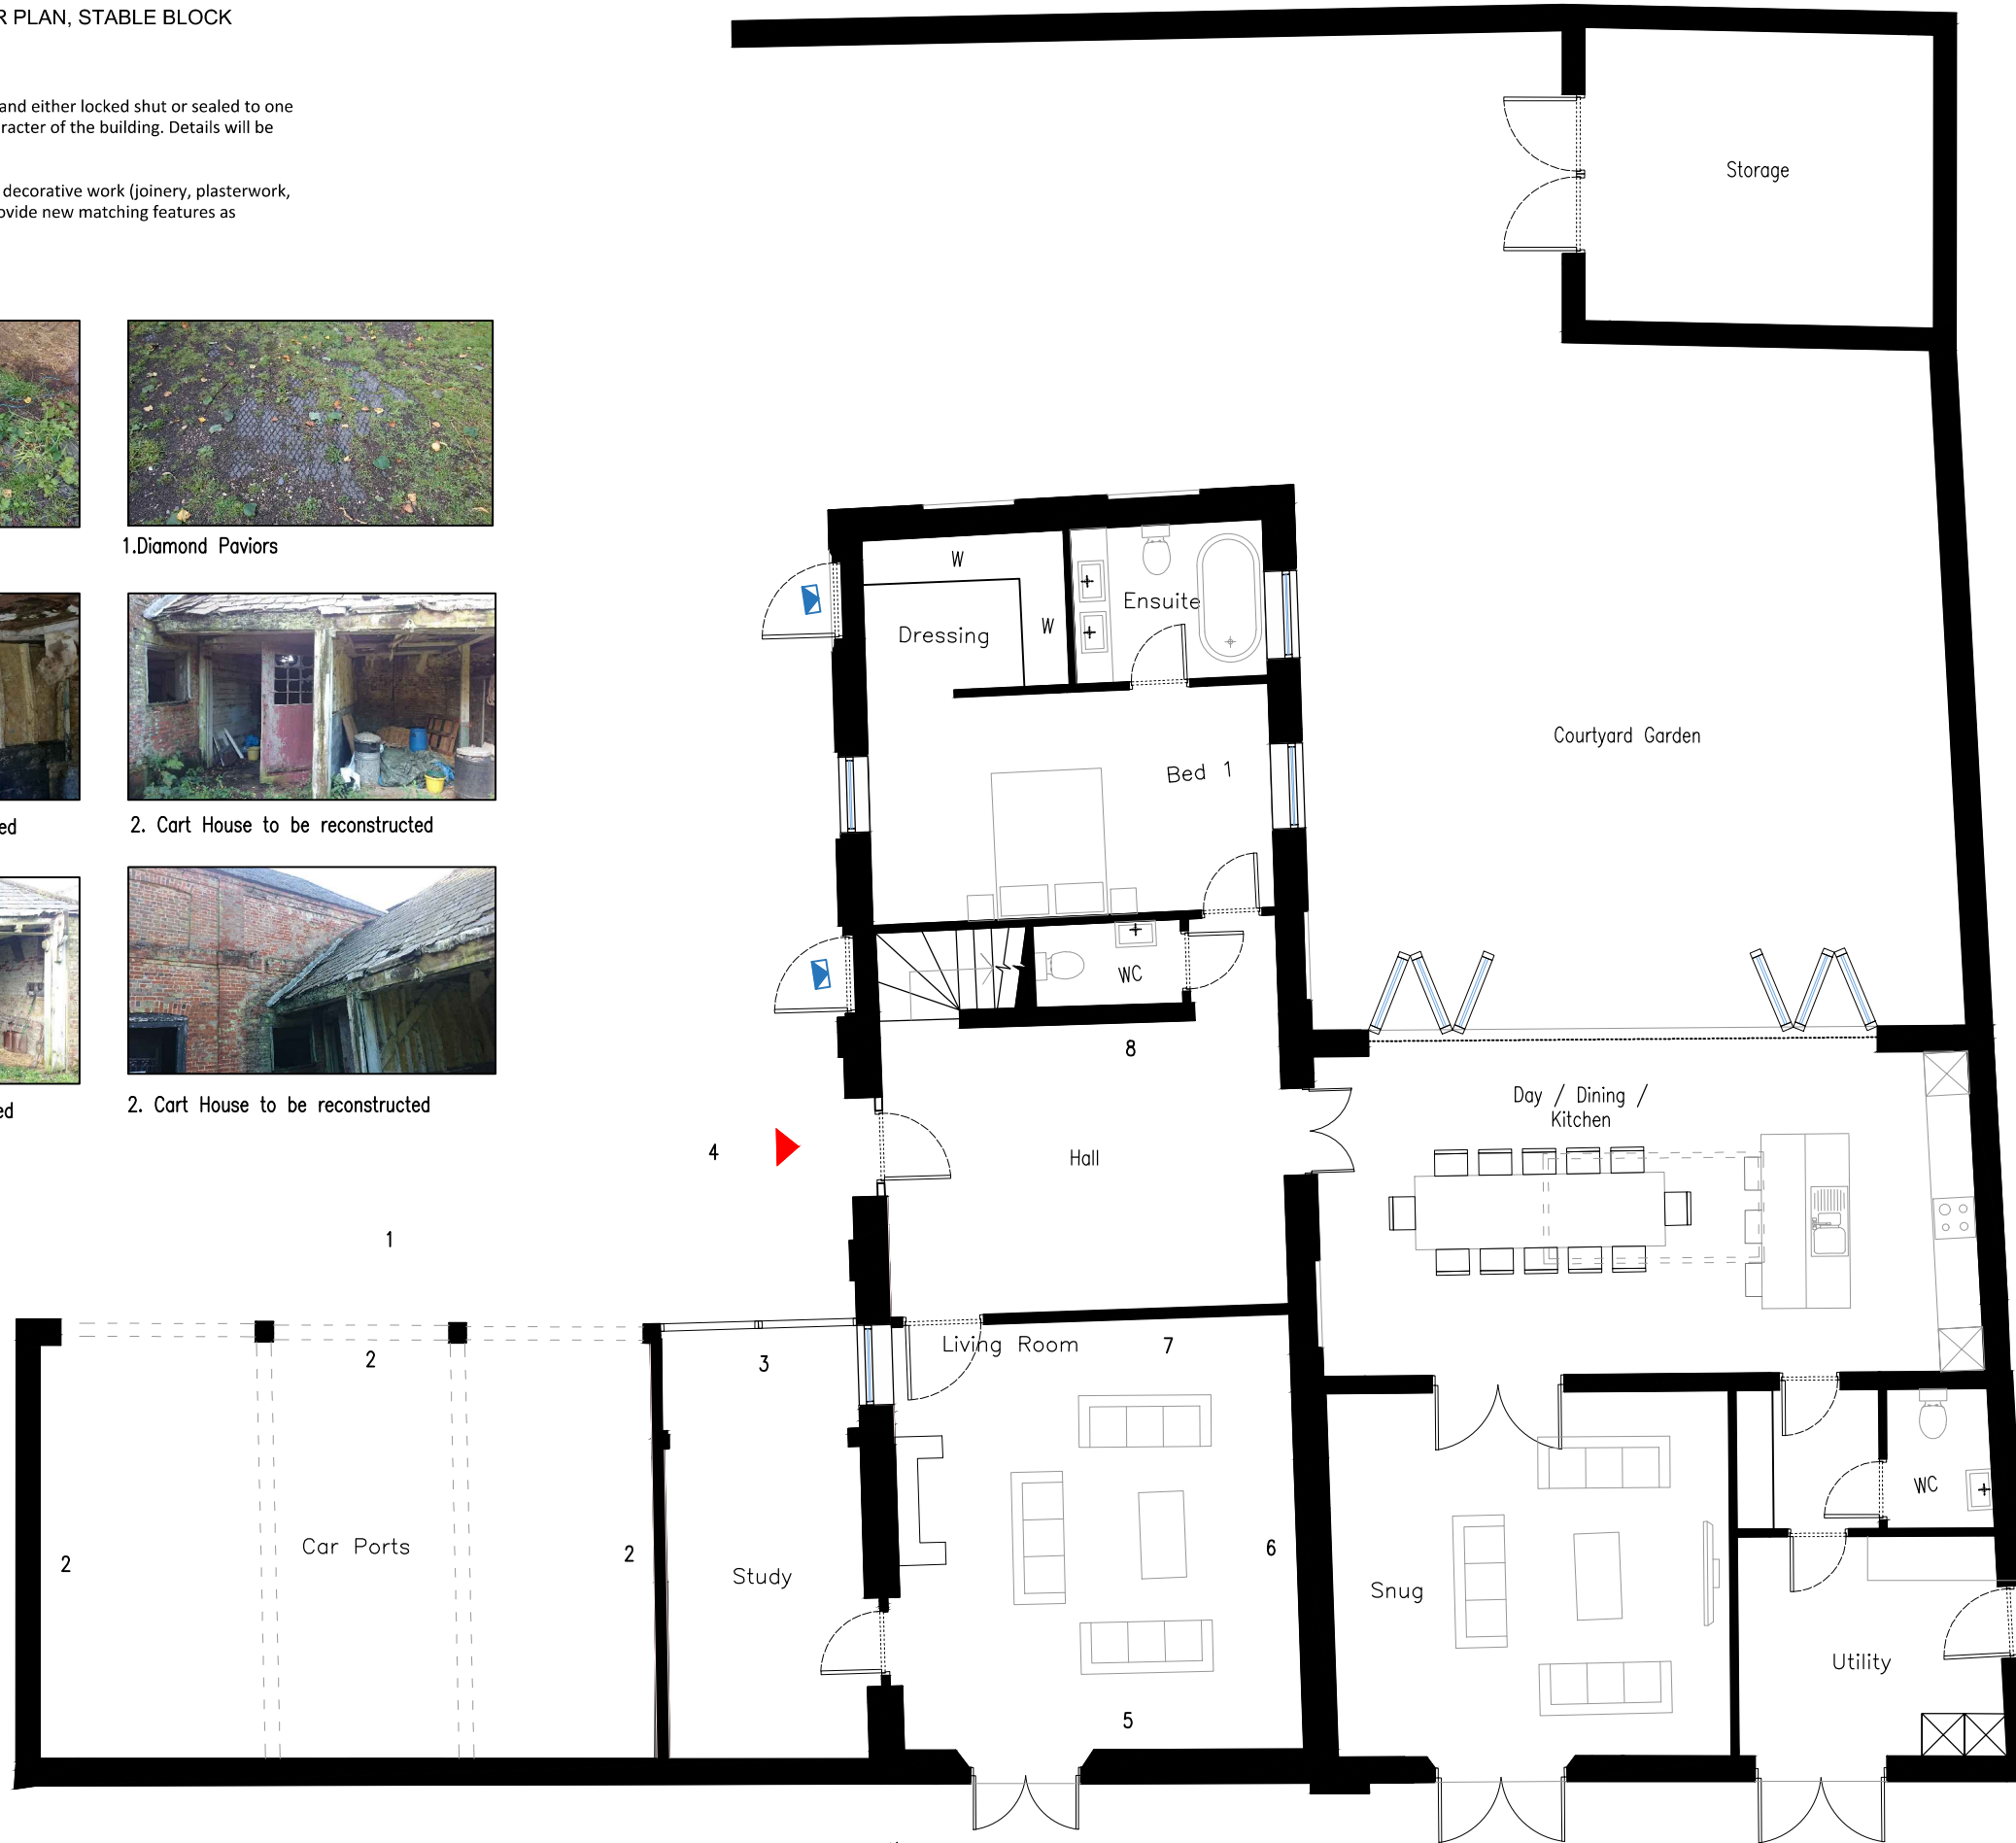 R PLAN, STABLE BLOCK
and either locked shut or sealed to one
racter of the building. Details will be
decorative work (joinery, plasterwork,
ovide new matching features as
1.Diamond Paviors
ed
2. Cart House to be reconstructed
ed
2. Cart House to be reconstructed
Storage
W
W
Dressing
Ensuite
Bed 1
Courtyard Garden
WC
8
Day / Dining /
Kitchen
4
Hall
1
2
3
Living Room
7
2
Car Ports
2
Study
6
5
Snug
WC
Utility